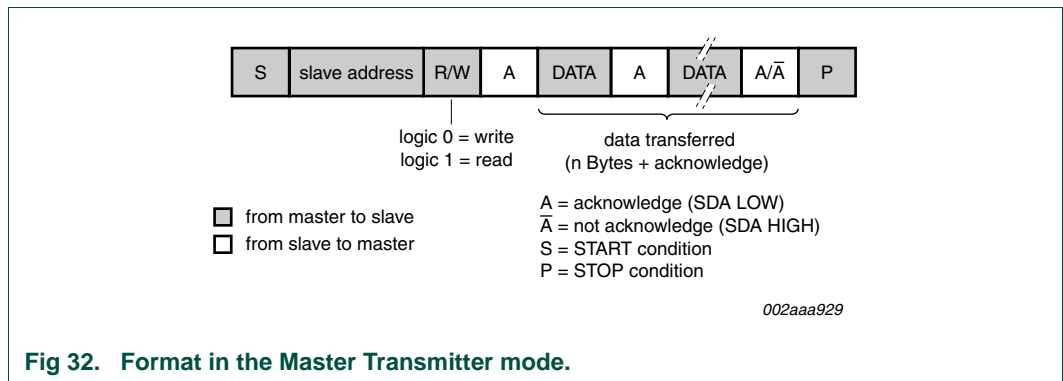 S slave address R/W A DATA A DATA A/A̅ P
logic 0 = write
logic 1 = read
data transferred
(n Bytes + acknowledge)
A = acknowledge (SDA LOW)
A̅ = not acknowledge (SDA HIGH)
S = START condition
P = STOP condition
from master to slave
from slave to master
002aaa929
Fig 32. Format in the Master Transmitter mode.